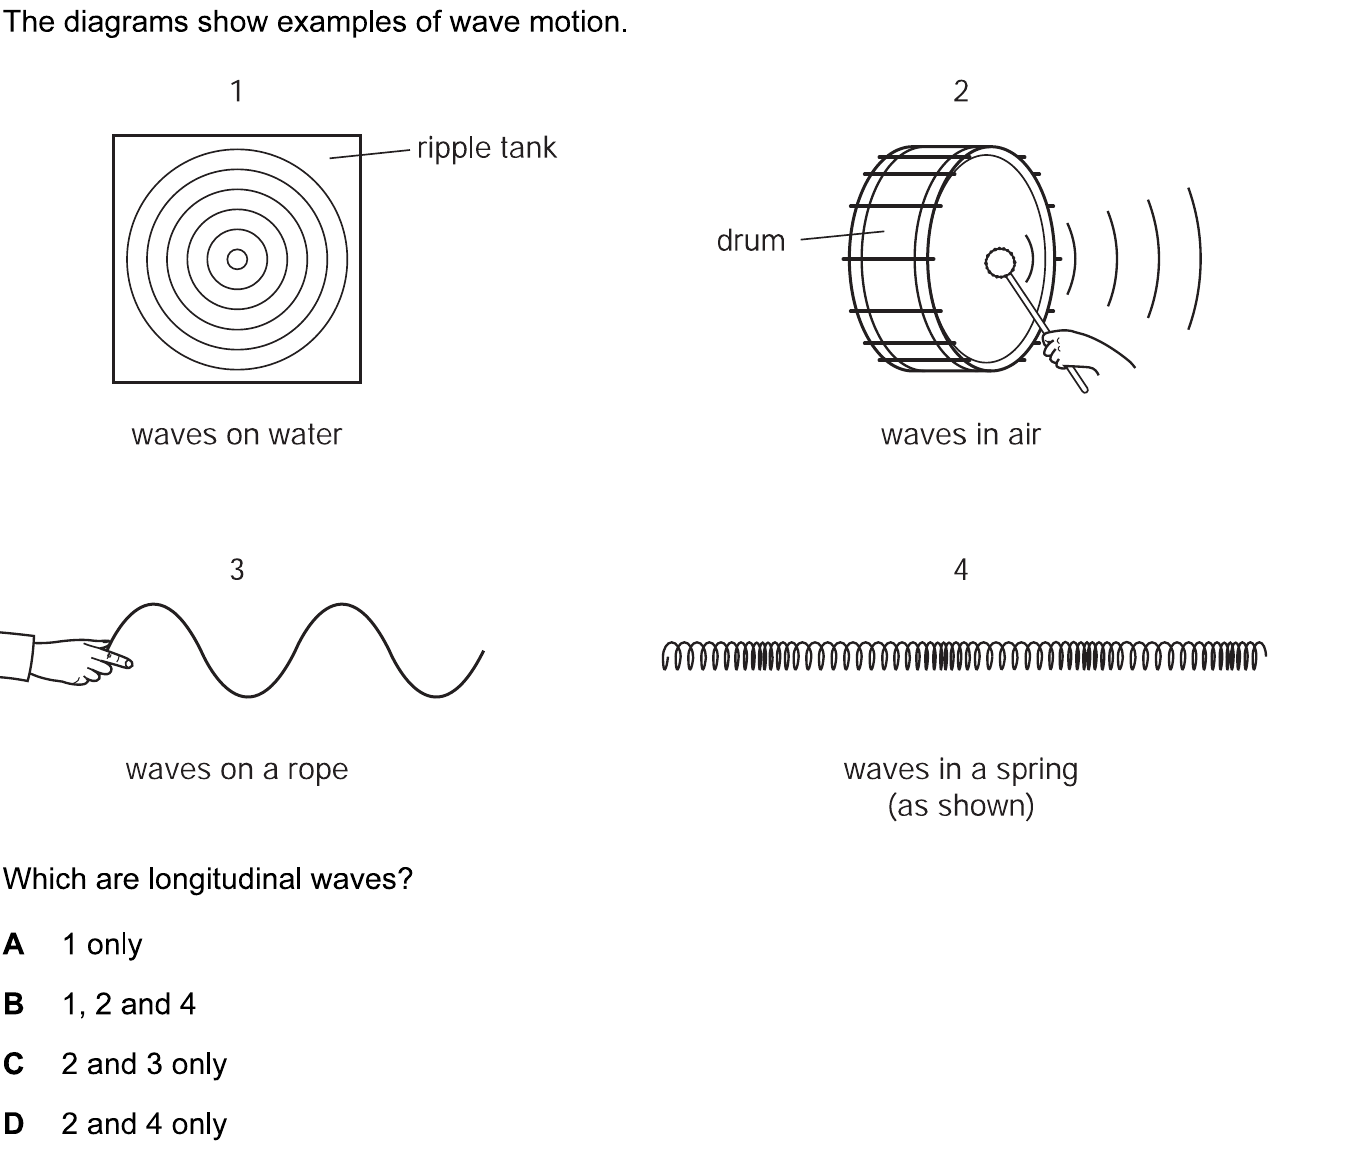 The diagrams show examples of wave motion.
1
2
ripple tank
drum
waves on water
waves in air
3
4
waves on a rope
waves in a spring
(as shown)
Which are longitudinal waves?
A 1 only
B 1, 2 and 4
C 2 and 3 only
D 2 and 4 only